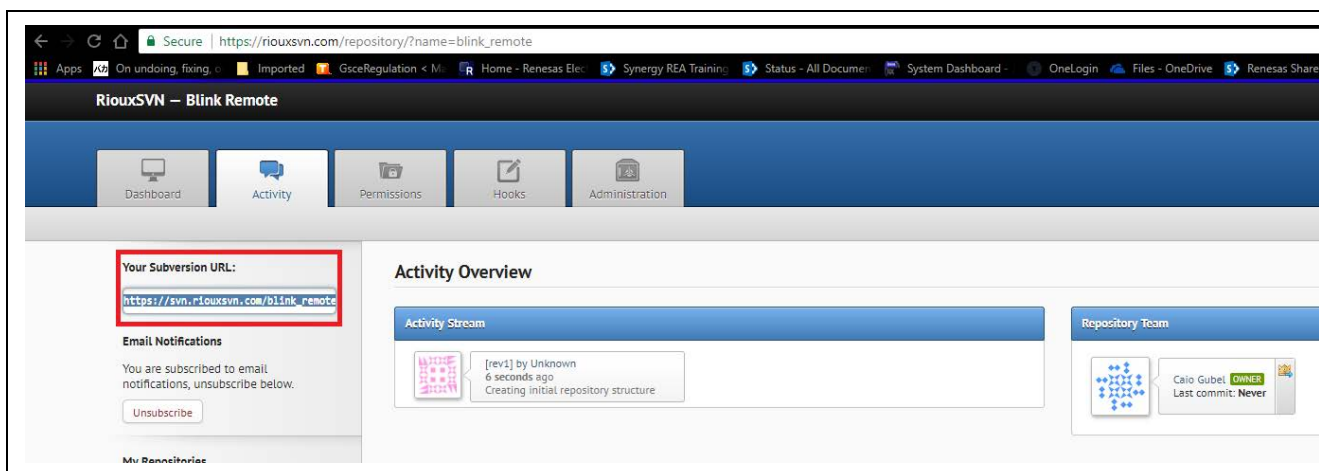 Secure | https://riouxsvn.com/repository/?name=blink_remote
Apps On undoing, fixing, o Imported GsceRegulation < Ma Home - Renesas Elec Synergy REA Training Status - All Documen System Dashboard - OneLogin Files - OneDrive Renesas Share
RiouxSVN — Blink Remote
Dashboard Activity Permissions Hooks Administration
Your Subversion URL:
https://svn.riouxsvn.com/blink_remote
Email Notifications
You are subscribed to email
notifications, unsubscribe below.
Unsubscribe
My Repositories
Activity Overview
Activity Stream
[rev1] by Unknown
6 seconds ago
Creating initial repository structure
Repository Team
Caio Gubel OWNER
Last commit: Never